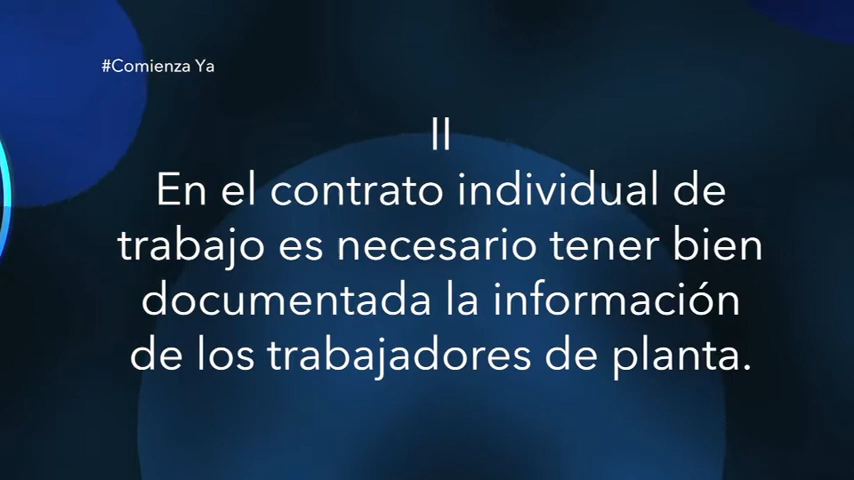 #Comienza Ya
II
En el contrato individual de
trabajo es necesario tener bien
documentada la información
de los trabajadores de planta.